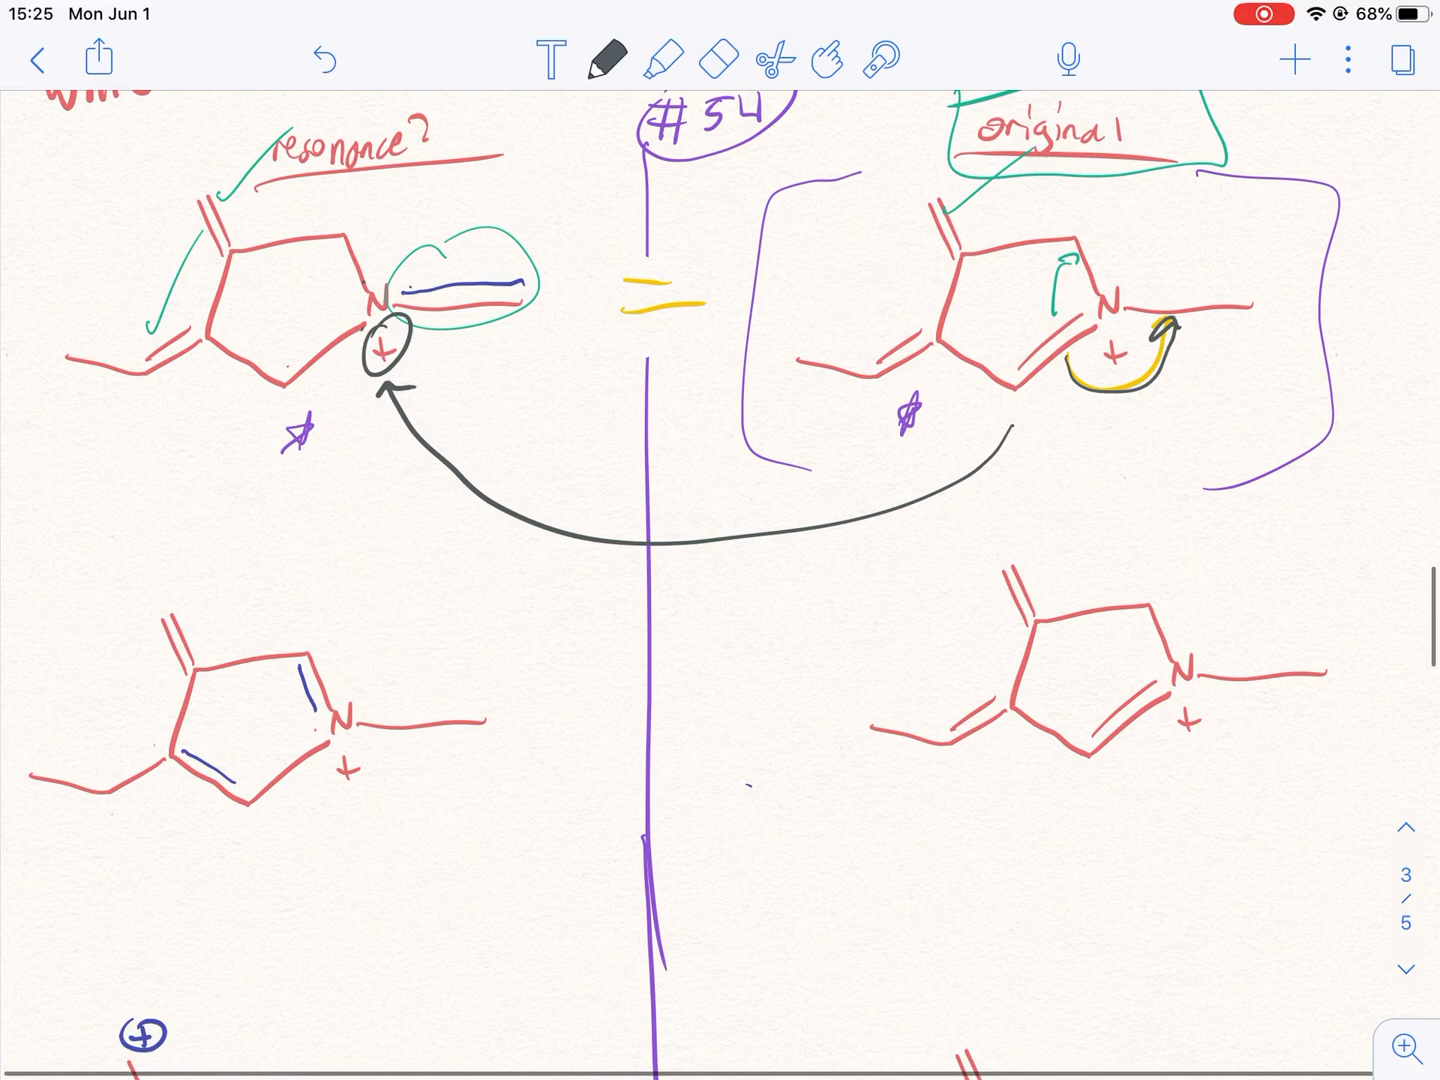 15:25 Mon Jun 1
68%
T
# 54
resonance?
original
N
+
N
+
N
+
N
+
3
/
5
+